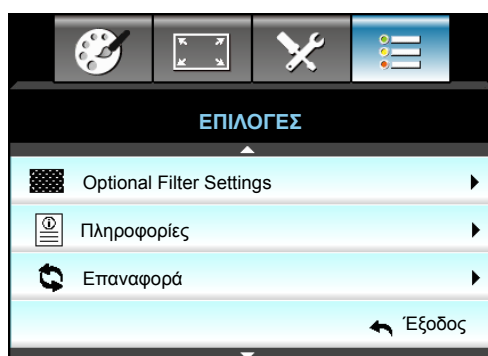 ΕΠΙΛΟΓΕΣ
Optional Filter Settings
Πληροφορίες
Επαναφορά
Έξοδος